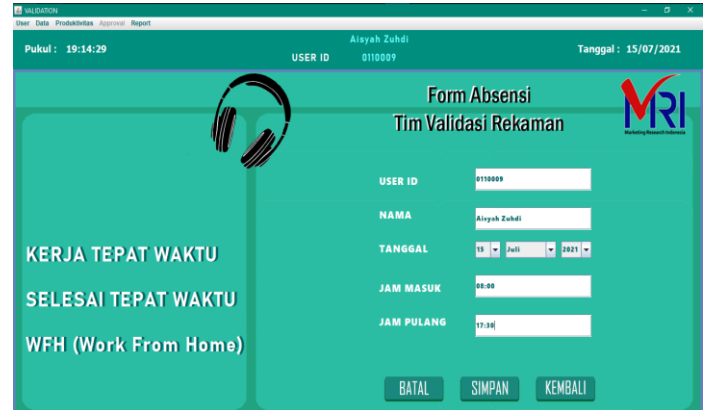 VALIDATION
User Data Produktivitas Approval Report
Pukul : 19:14:29
Aisyah Zuhdi
USER ID 0110009
Tanggal : 15/07/2021
Form Absensi
Tim Validasi Rekaman
MRI
Marketing Research Indonesia
KERJA TEPAT WAKTU
SELESAI TEPAT WAKTU
WFH (Work From Home)
USER ID 0110009
NAMA Aisyah Zuhdi
TANGGAL 15 Juli 2021
JAM MASUK 08:00
JAM PULANG 17:30
BATAL SIMPAN KEMBALI